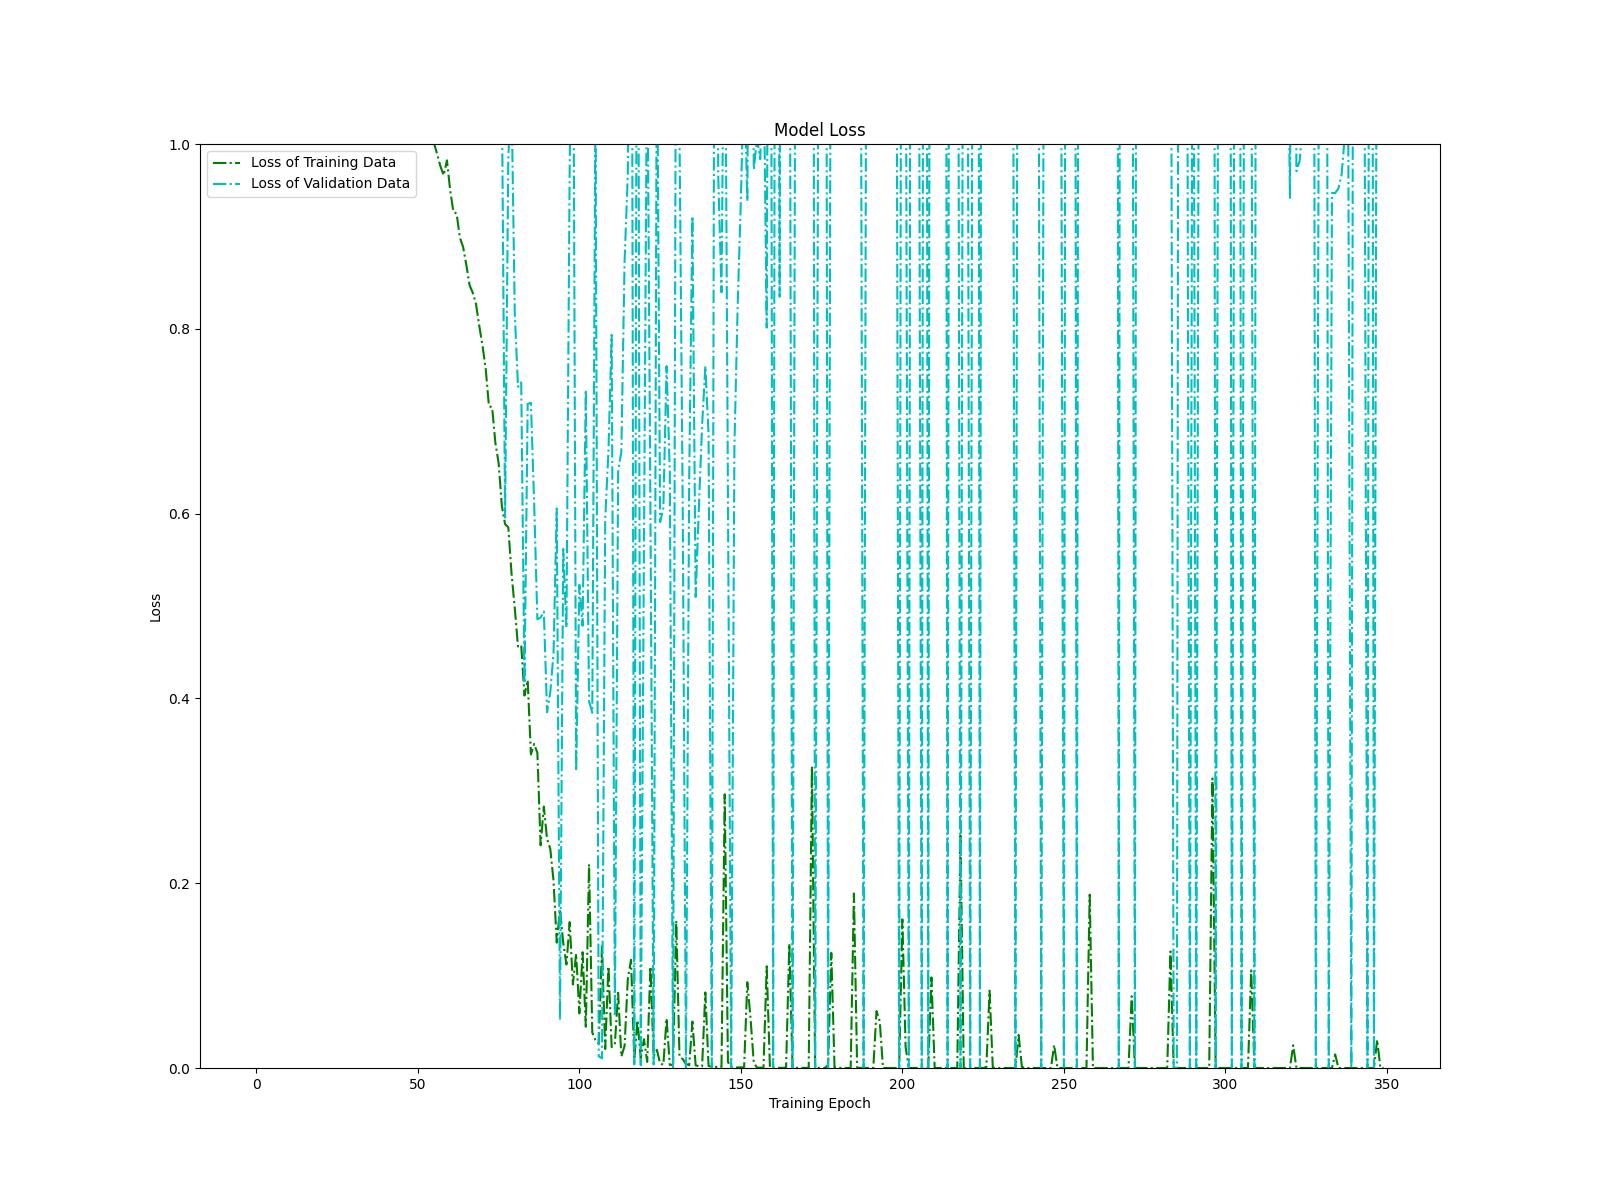 Model Loss
Loss of Training Data
Loss of Validation Data
1.0
0.8
0.6
0.4
0.2
0.0
Loss
0 50 100 150 200 250 300 350
Training Epoch